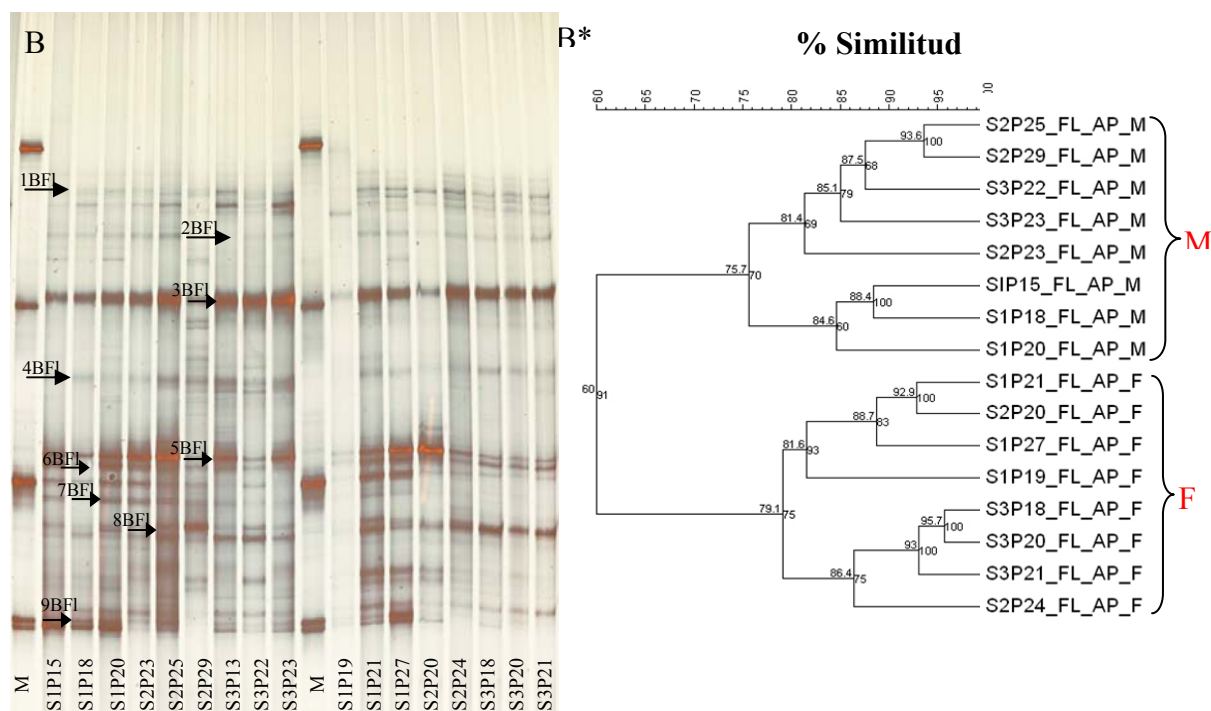 B
1BFl
2BFl
3BFl
4BFl
5BFl
6BFl
7BFl
8BFl
9BFl
M
S1P15
S1P18
S1P20
S2P23
S2P25
S2P29
S3P13
S3P22
S3P23
M
S1P19
S1P21
S1P27
S2P20
S2P24
S3P18
S3P20
S3P21
B*
% Similitud
60
65
70
75
80
85
90
95
S2P25_FL_AP_M
S2P29_FL_AP_M
S3P22_FL_AP_M
S3P23_FL_AP_M
S2P23_FL_AP_M
SIP15_FL_AP_M
S1P18_FL_AP_M
S1P20_FL_AP_M
S1P21_FL_AP_F
S2P20_FL_AP_F
S1P27_FL_AP_F
S1P19_FL_AP_F
S3P18_FL_AP_F
S3P20_FL_AP_F
S3P21_FL_AP_F
S2P24_FL_AP_F
93.6 100
87.5 68
85.1 79
81.4 69
75.7 70
88.4 100
84.6 60
60 91
92.9 100
88.7 83
81.6 93
79.1 75
95.7 100
93 100
86.4 75
M
F